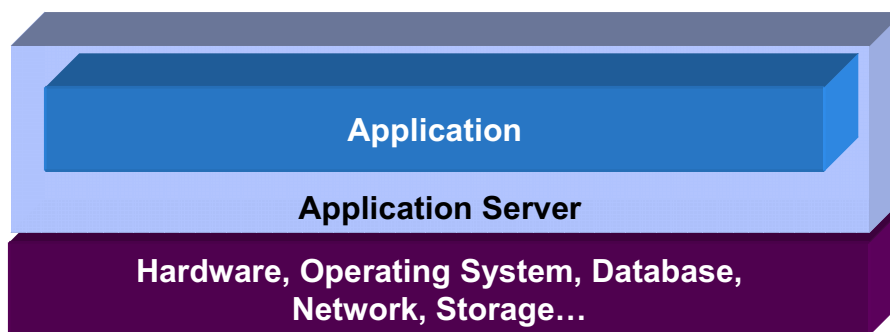 Application
Application Server
Hardware, Operating System, Database,
Network, Storage…